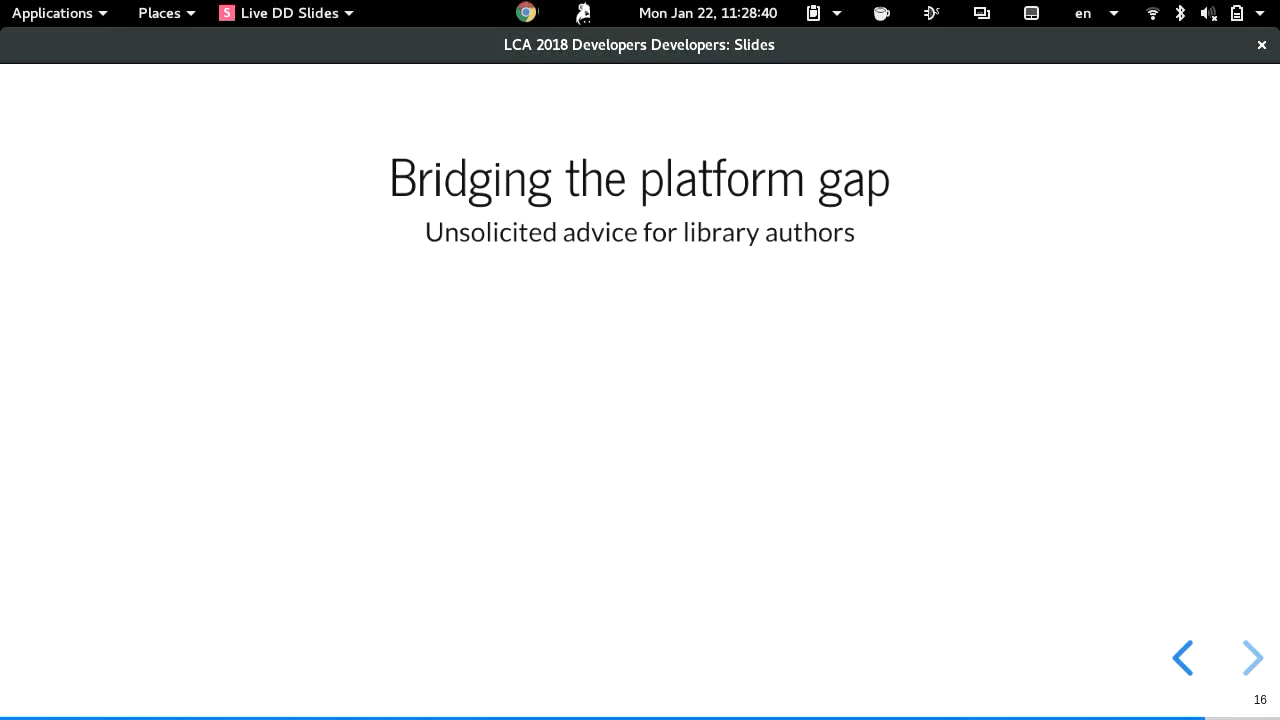 Applications Places S Live DD Slides Mon Jan 22, 11:28:40 en
LCA 2018 Developers Developers: Slides
Bridging the platform gap
Unsolicited advice for library authors
16